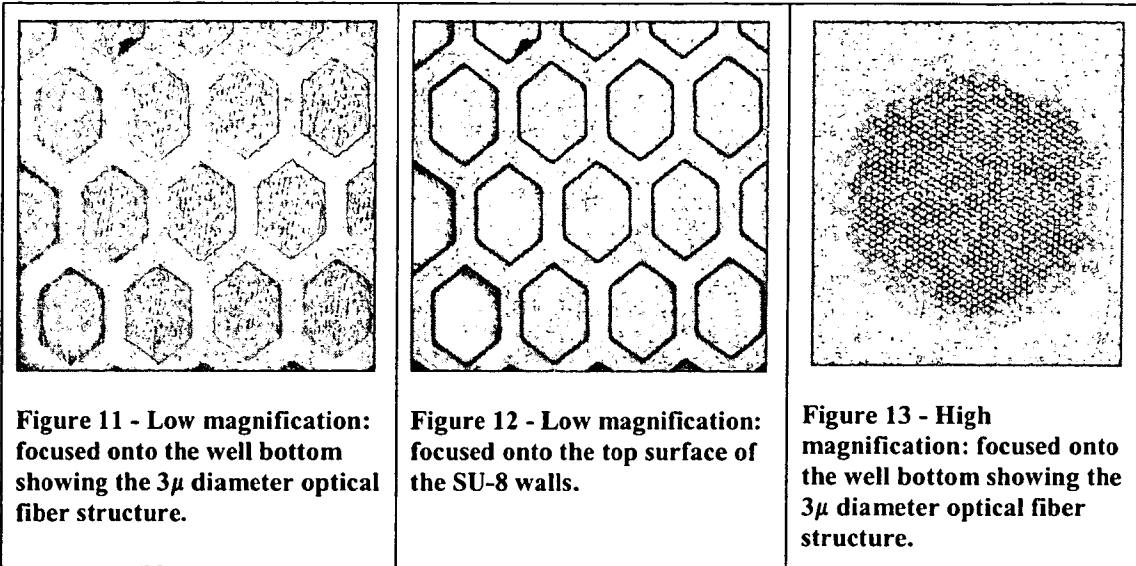 Figure 11 - Low magnification:
focused onto the well bottom
showing the 3μ diameter optical
fiber structure.
Figure 12 - Low magnification:
focused onto the top surface of
the SU-8 walls.
Figure 13 - High
magnification: focused onto
the well bottom showing the
3μ diameter optical fiber
structure.